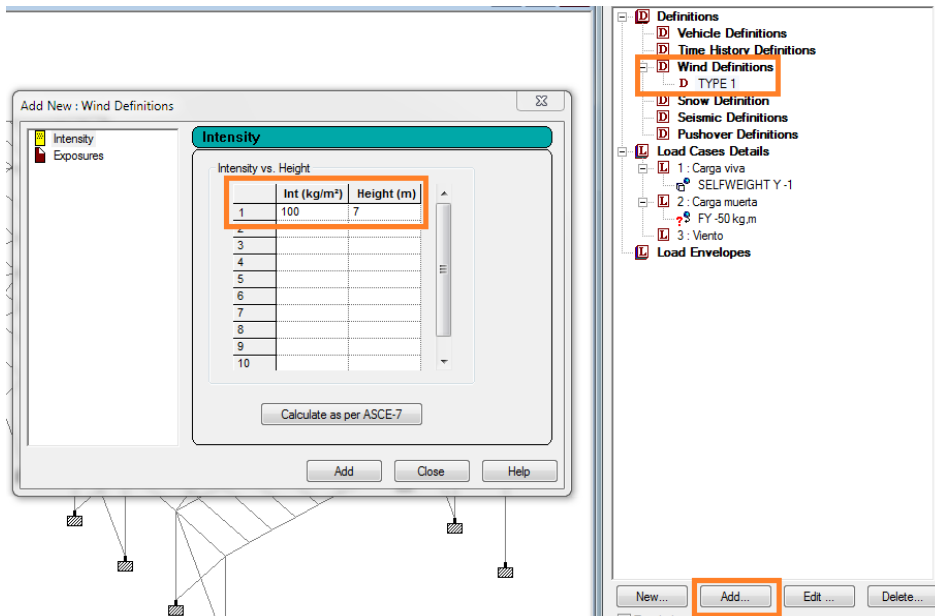 Add New : Wind Definitions
Intensity
Exposures
Intensity
Intensity vs. Height
Int (kg/m²) Height (m)
1 100 7
2
3
4
5
6
7
8
9
10
Calculate as per ASCE-7
Add Close Help
D Definitions
D Vehicle Definitions
D Time History Definitions
D Wind Definitions
D TYPE 1
D Snow Definition
D Seismic Definitions
D Pushover Definitions
L Load Cases Details
L 1 : Carga viva
SELFWEIGHT Y -1
L 2 : Carga muerta
? FY -50 kg,m
L 3 : Viento
L Load Envelopes
New... Add... Edit ... Delete...